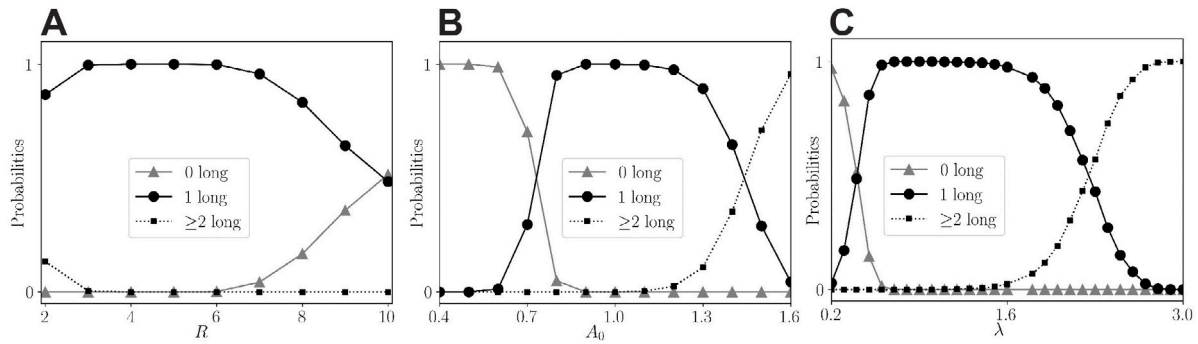 A
B
C
Probabilities
1
0
0 long
1 long
≥2 long
2
4
6
8
10
R
Probabilities
1
0
0 long
1 long
≥2 long
0.4
0.7
1.0
1.3
1.6
A₀
Probabilities
1
0
0 long
1 long
≥2 long
0.2
1.6
3.0
λ